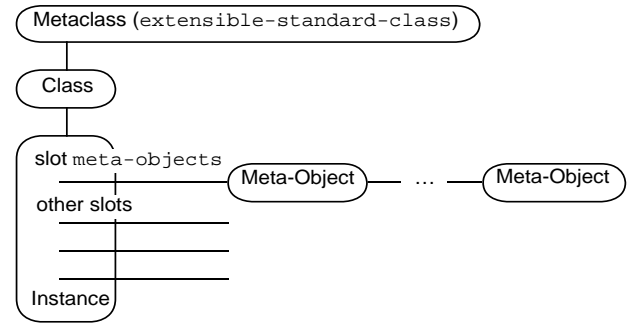 Metaclass (extensible-standard-class)
Class
slot meta-objects
Meta-Object ... Meta-Object
other slots
Instance